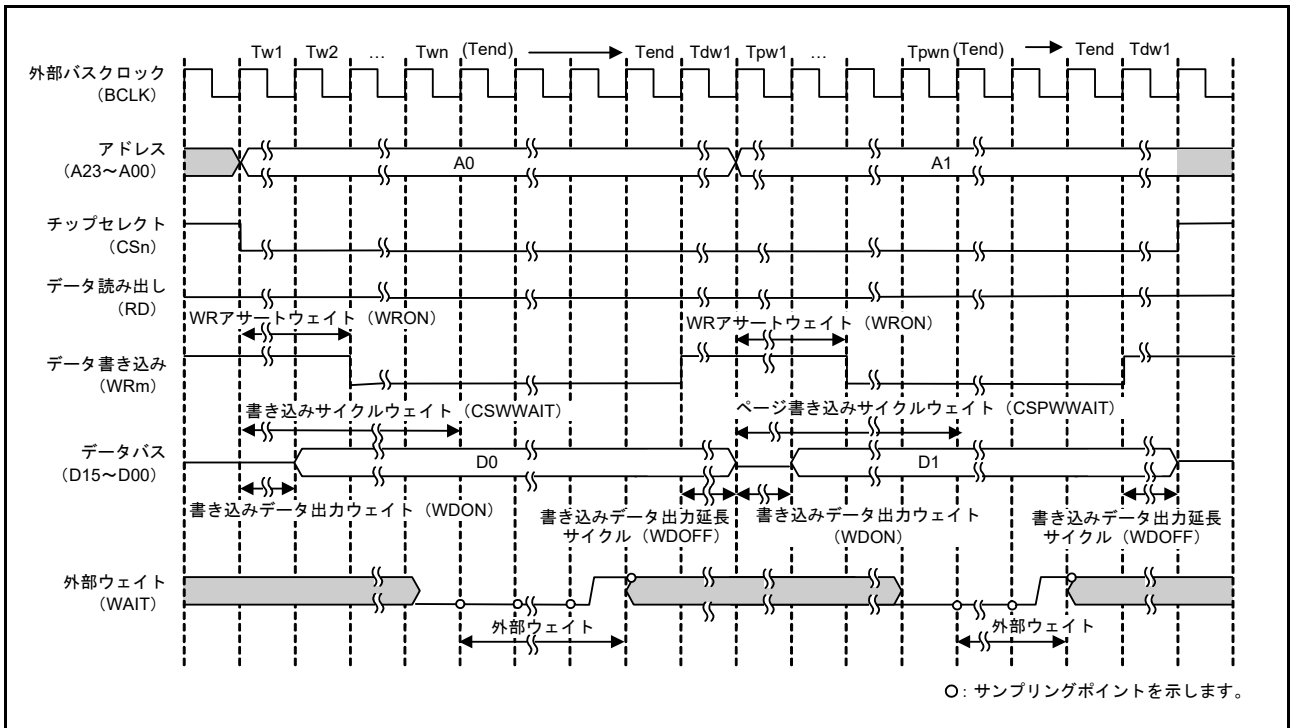 Tw1 Tw2 … Twn (Tend) Tend Tdw1 Tpw1 … Tpwn (Tend) Tend Tdw1
外部バスクロック
(BCLK)
アドレス
(A23~A00)
A0 A1
チップセレクト
(CSn)
データ読み出し
(RD)
WRアサートウェイト(WRON) WRアサートウェイト(WRON)
データ書き込み
(WRm)
書き込みサイクルウェイト(CSWWAIT) ページ書き込みサイクルウェイト(CSPWWAIT)
データバス
(D15~D00)
D0 D1
書き込みデータ出力ウェイト(WDON) 書き込みデータ出力延長 書き込みデータ出力ウェイト 書き込みデータ出力延長
サイクル(WDOFF) (WDON) サイクル(WDOFF)
外部ウェイト
(WAIT)
外部ウェイト 外部ウェイト
O: サンプリングポイントを示します。